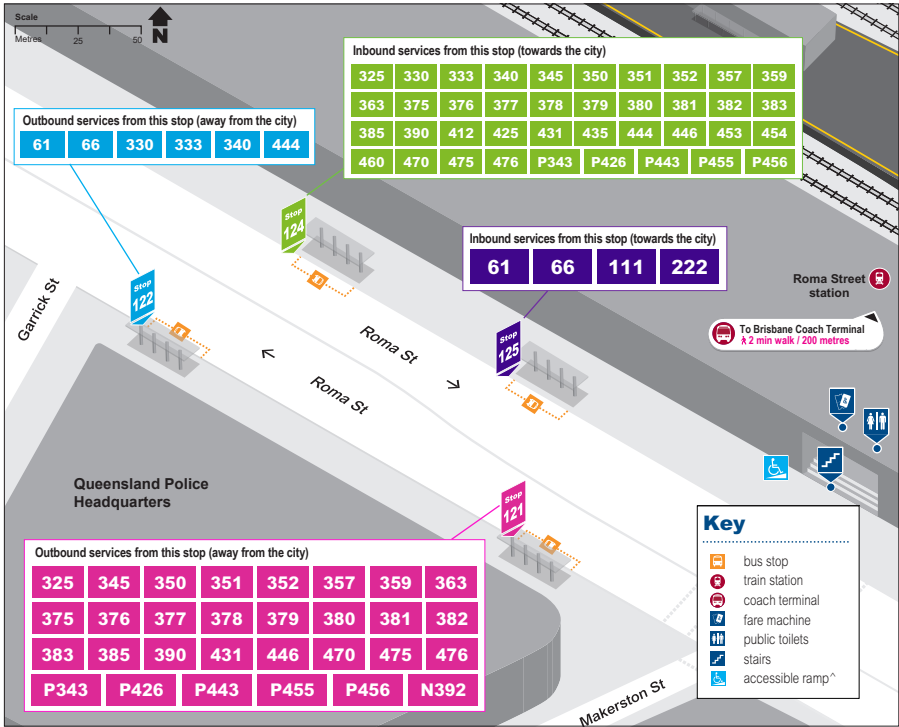 Scale
Metres 25 50
N
Inbound services from this stop (towards the city)
325 330 333 340 345 350 351 352 357 359
363 375 376 377 378 379 380 381 382 383
385 390 412 425 431 435 444 446 453 454
460 470 475 476 P343 P426 P443 P455 P456
Outbound services from this stop (away from the city)
61 66 330 333 340 444
Stop
124
Inbound services from this stop (towards the city)
61 66 111 222
Stop
122
Stop
125
Roma Street
station
To Brisbane Coach Terminal
2 min walk / 200 metres
Garrick St
Roma St
Roma St
Queensland Police
Headquarters
Stop
121
Outbound services from this stop (away from the city)
325 345 350 351 352 357 359 363
375 376 377 378 379 380 381 382
383 385 390 431 446 470 475 476
P343 P426 P443 P455 P456 N392
Key
bus stop
train station
coach terminal
fare machine
public toilets
stairs
accessible ramp^
Makerston St